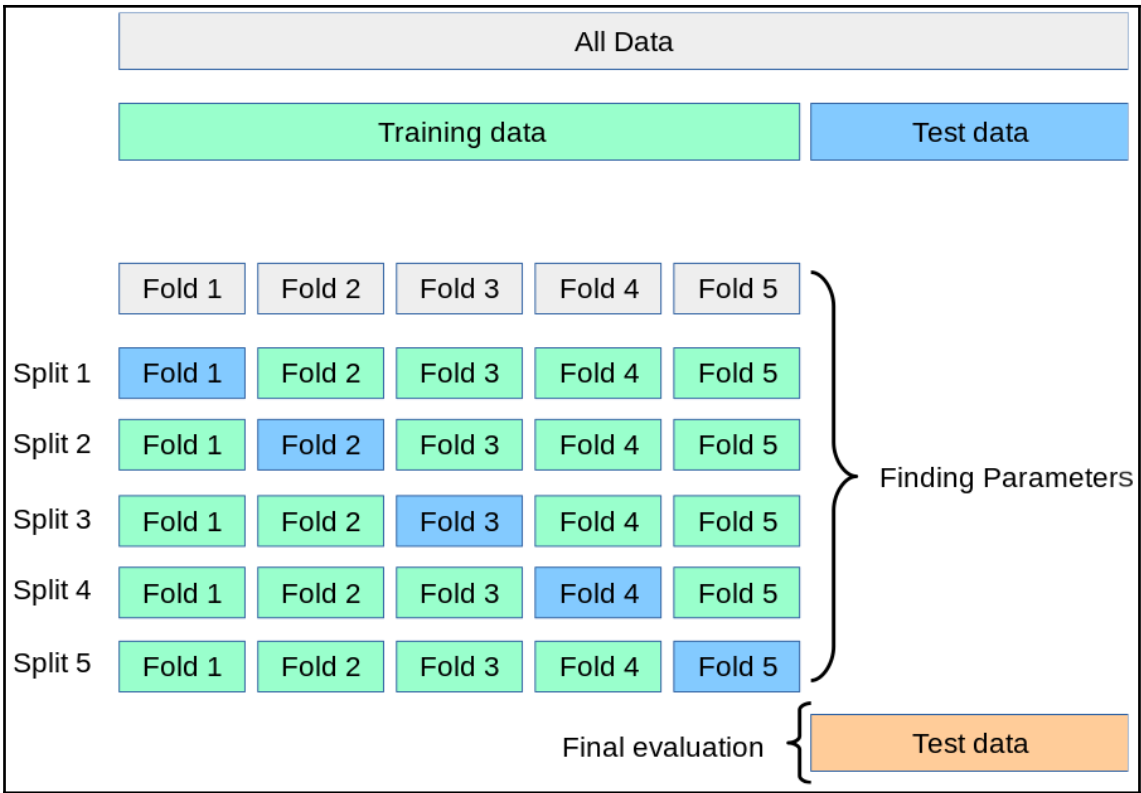 All Data
Training data Test data
Fold 1 Fold 2 Fold 3 Fold 4 Fold 5
Split 1 Fold 1 Fold 2 Fold 3 Fold 4 Fold 5
Split 2 Fold 1 Fold 2 Fold 3 Fold 4 Fold 5
Finding Parameters
Split 3 Fold 1 Fold 2 Fold 3 Fold 4 Fold 5
Split 4 Fold 1 Fold 2 Fold 3 Fold 4 Fold 5
Split 5 Fold 1 Fold 2 Fold 3 Fold 4 Fold 5
Final evaluation Test data